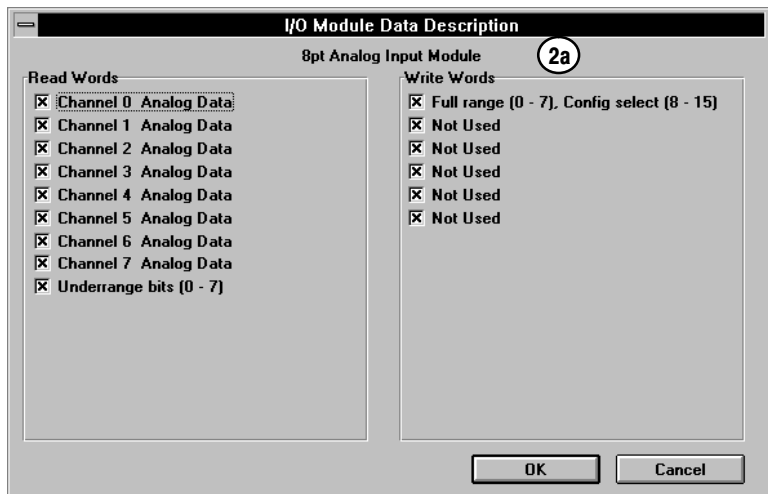 I/O Module Data Description
8pt Analog Input Module
2a
Read Words
Channel 0 Analog Data
Channel 1 Analog Data
Channel 2 Analog Data
Channel 3 Analog Data
Channel 4 Analog Data
Channel 5 Analog Data
Channel 6 Analog Data
Channel 7 Analog Data
Underrange bits (0 - 7)
Write Words
Full range (0 - 7), Config select (8 - 15)
Not Used
Not Used
Not Used
Not Used
Not Used
OK
Cancel